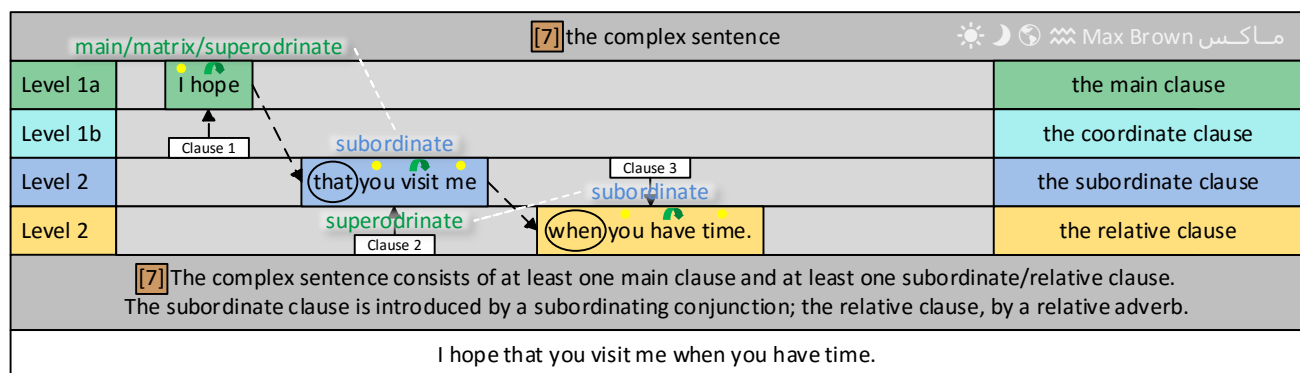 [7] the complex sentence
Max Brown مـاكـس
main/matrix/superodrinate
Level 1a
I hope
the main clause
Level 1b
Clause 1
subordinate
the coordinate clause
Level 2
that you visit me
Clause 3
subordinate
the subordinate clause
Level 2
superodrinate
Clause 2
when you have time.
the relative clause
[7] The complex sentence consists of at least one main clause and at least one subordinate/relative clause.
The subordinate clause is introduced by a subordinating conjunction; the relative clause, by a relative adverb.
I hope that you visit me when you have time.